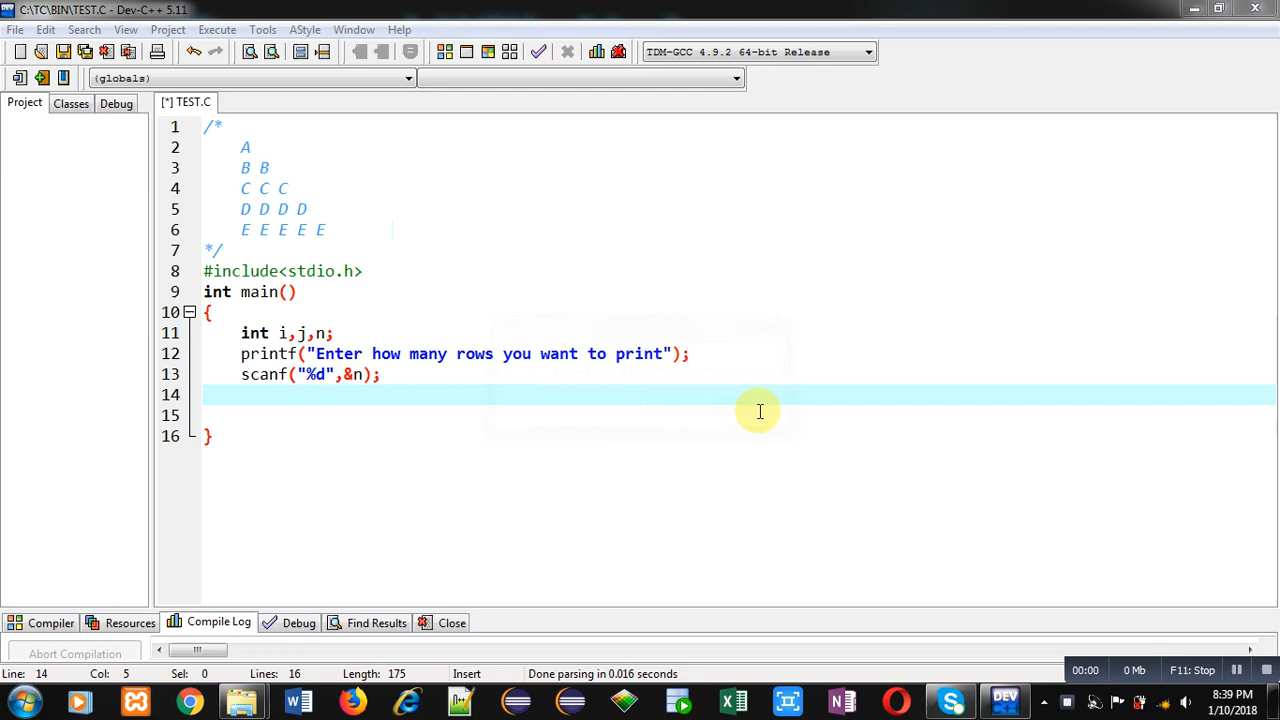 C:\TC\BIN\TEST.C - Dev-C++ 5.11
File Edit Search View Project Execute Tools AStyle Window Help
TDM-GCC 4.9.2 64-bit Release
(globals)
Project Classes Debug [*] TEST.C
1 /*
2 A
3 B B
4 C C C
5 D D D D
6 E E E E E
7 */
8 #include<stdio.h>
9 int main()
10 {
11 int i,j,n;
12 printf("Enter how many rows you want to print");
13 scanf("%d",&n);
14
15
16 }
Compiler Resources Compile Log Debug Find Results Close
Abort Compilation
Line: 14 Col: 5 Sel: 0 Lines: 16 Length: 175 Insert Done parsing in 0.016 seconds
00:00 0 Mb F11: Stop
DEV
8:39 PM
1/10/2018